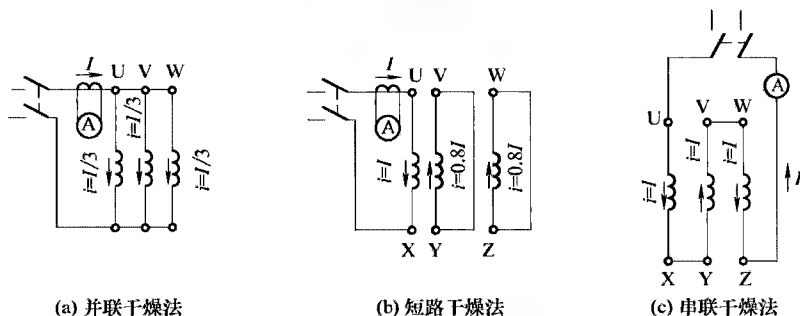 I
U
V
W
A
i=I/3
i=I/3
i=I/3
(a) 并联干燥法
I
U
V
W
A
i=I
i=0.8I
i=0.8I
X
Y
Z
(b) 短路干燥法
A
U
V
W
i=I
i=I
i=I
I
X
Y
Z
(c) 串联干燥法